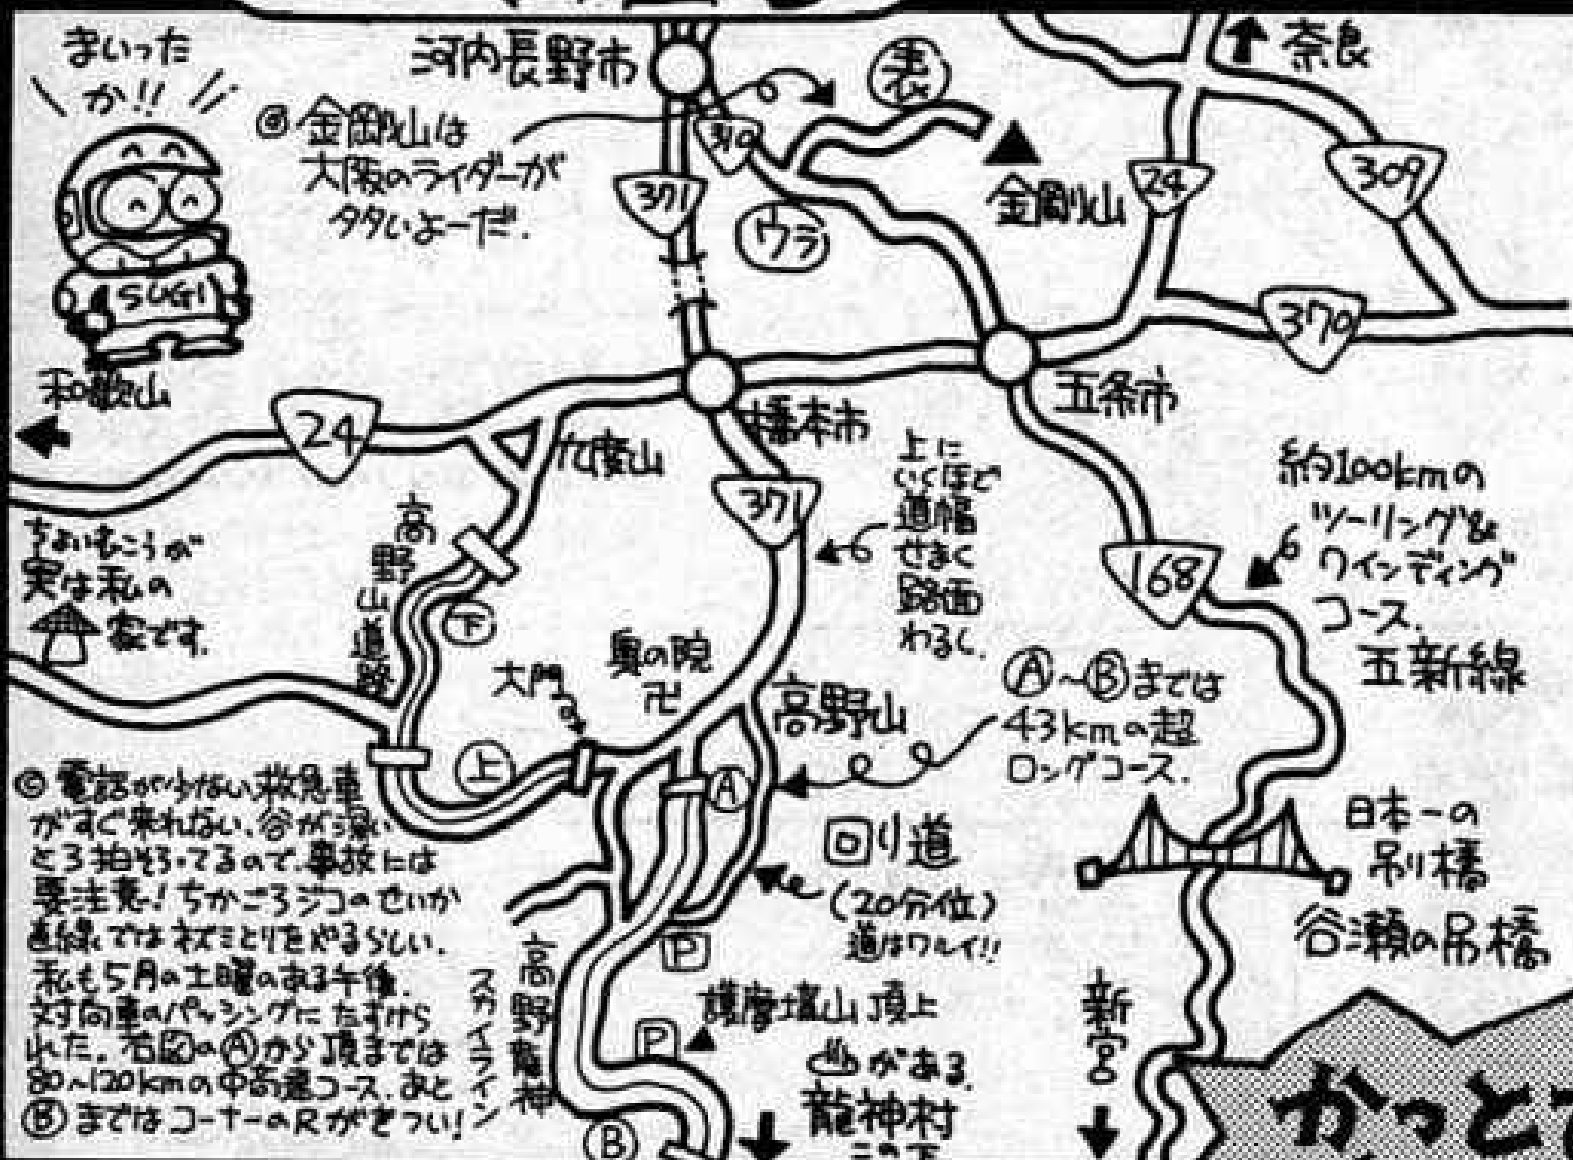 まいった
か!!
河内長野市
◎金剛山は
大阪のライダーが
タタいよーだ.
310
裏
奈良
371
ウラ
金剛山
24
309
SUGI
370
和歌山
24
九度山
橋本市
五条市
371
上に
いくほど
道幅
せまく
路面
わるく.
168
約100kmの
ツーリング&
ワインディング
コース.
五新線
ちょいむこうが
実は私の
家です.
高野山道路
下
大門
奥の院
卍
高野山
Ⓐ~Ⓑまでは
43kmの超
ロングコース.
上
A
回り道
(20分位)
道はワルイ!!
日本一の
吊り橋
谷瀬の吊橋
◎電話が少ない救急車
がすぐ来れない、谷が深い
と3拍そろってるので、事故には
要注意!ちかごろジコのせいか
直線ではネズミとりをやるらしい.
私も5月の土曜のある午後.
対向車のパッシングにたすけら
れた.右図のⒶから頂までは
80~120kmの中高速コース.あと
Ⓑまではコーナーの Rがきつい!
高野龍神
スカイライン
P
護摩壇山頂上
P
♨がある.
龍神村
この下
B
新宮
かっと